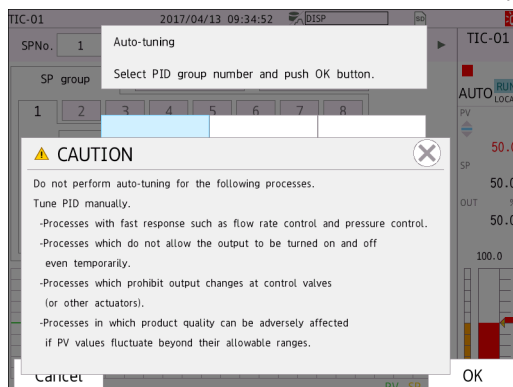 TIC-01
2017/04/13 09:34:52
DISP
SD
SPNo. 1
TIC-01
Auto-tuning
Select PID group number and push OK button.
SP group
1 2 3 4 5 6 7 8
AUTO
RUN
LOCA
PV
50.
SP
50.
OUT %
50.
100.0
CAUTION
Do not perform auto-tuning for the following processes.
Tune PID manually.
-Processes with fast response such as flow rate control and pressure control.
-Processes which do not allow the output to be turned on and off
even temporarily.
-Processes which prohibit output changes at control valves
(or other actuators).
-Processes in which product quality can be adversely affected
if PV values fluctuate beyond their allowable ranges.
Cancel
PV SP
OK